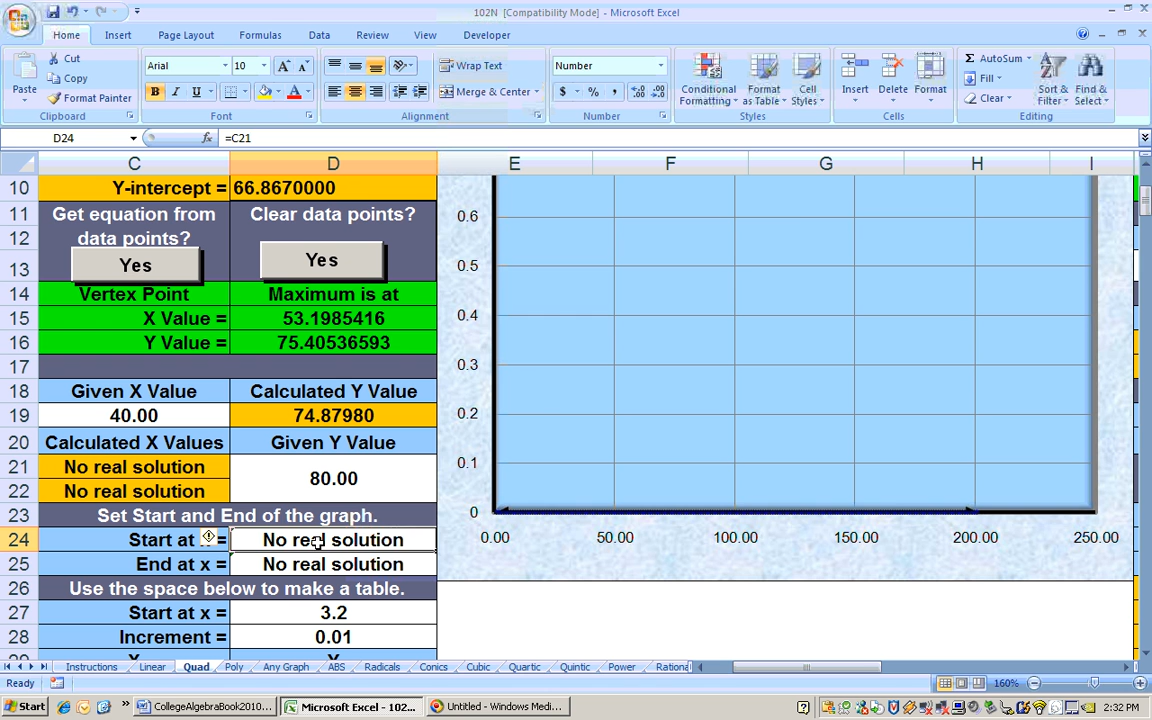 102N [Compatibility Mode] - Microsoft Excel
Home Insert Page Layout Formulas Data Review View Developer
Paste
Cut
Copy
Format Painter
Clipboard
Arial 10 A A
B I U A
Font
Wrap Text
Merge & Center
Alignment
Number
$ % ,
Number
Conditional Formatting
Format as Table
Cell Styles
Styles
Insert Delete Format
Cells
Σ AutoSum
Fill
Clear
Sort & Filter
Find & Select
Editing
D24 fx =C21
C D E F G H I
10 Y-intercept = 66.8670000
11 Get equation from Clear data points?
12 data points?
13 Yes Yes
14 Vertex Point Maximum is at
15 X Value = 53.1985416
16 Y Value = 75.40536593
17
18 Given X Value Calculated Y Value
19 40.00 74.87980
20 Calculated X Values Given Y Value
21 No real solution 80.00
22 No real solution
23 Set Start and End of the graph.
24 Start at = No real solution
25 End at x = No real solution
26 Use the space below to make a table.
27 Start at x = 3.2
28 Increment = 0.01
0.6
0.5
0.4
0.3
0.2
0.1
0
0.00 50.00 100.00 150.00 200.00 250.00
Instructions Linear Quad Poly Any Graph ABS Radicals Conics Cubic Quartic Quintic Power Rationa
Ready 160%
Start CollegeAlgebraBook2010... Microsoft Excel - 102... Untitled - Windows Medi... 2:32 PM